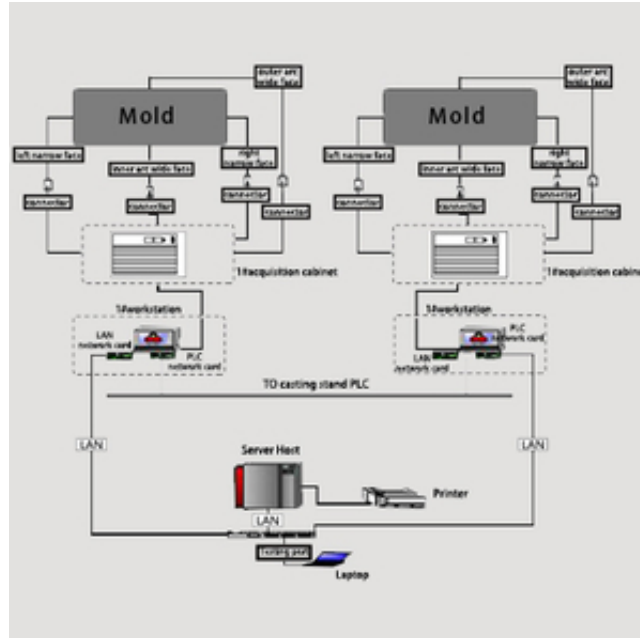 outer arc
wide face
outer arc
wide face
Mold
Mold
left narrow face
right
narrow face
left narrow face
right
narrow face
inner arc wide face
inner arc wide face
connector
connector
connector
connector
connector
connector
connector
connector
1#acquisition cabinet
1#acquisition cabine
1#workstation
1#workstation
LAN
network card
PLC
network card
PLC
network card
LAN
network card
TO casting stand PLC
LAN
LAN
Server Host
Printer
LAN
Testing port
Laptop